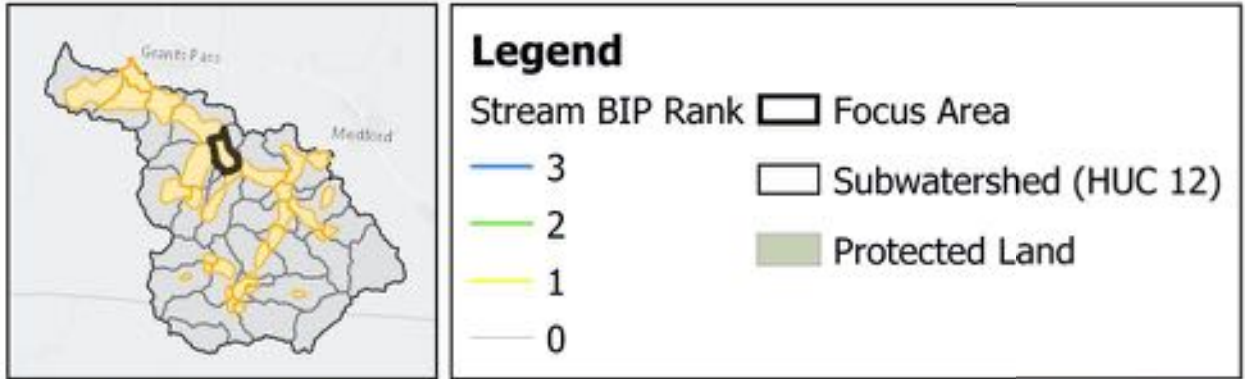 Grants Pass
Medford
Legend
Stream BIP Rank
3
2
1
0
Focus Area
Subwatershed (HUC 12)
Protected Land